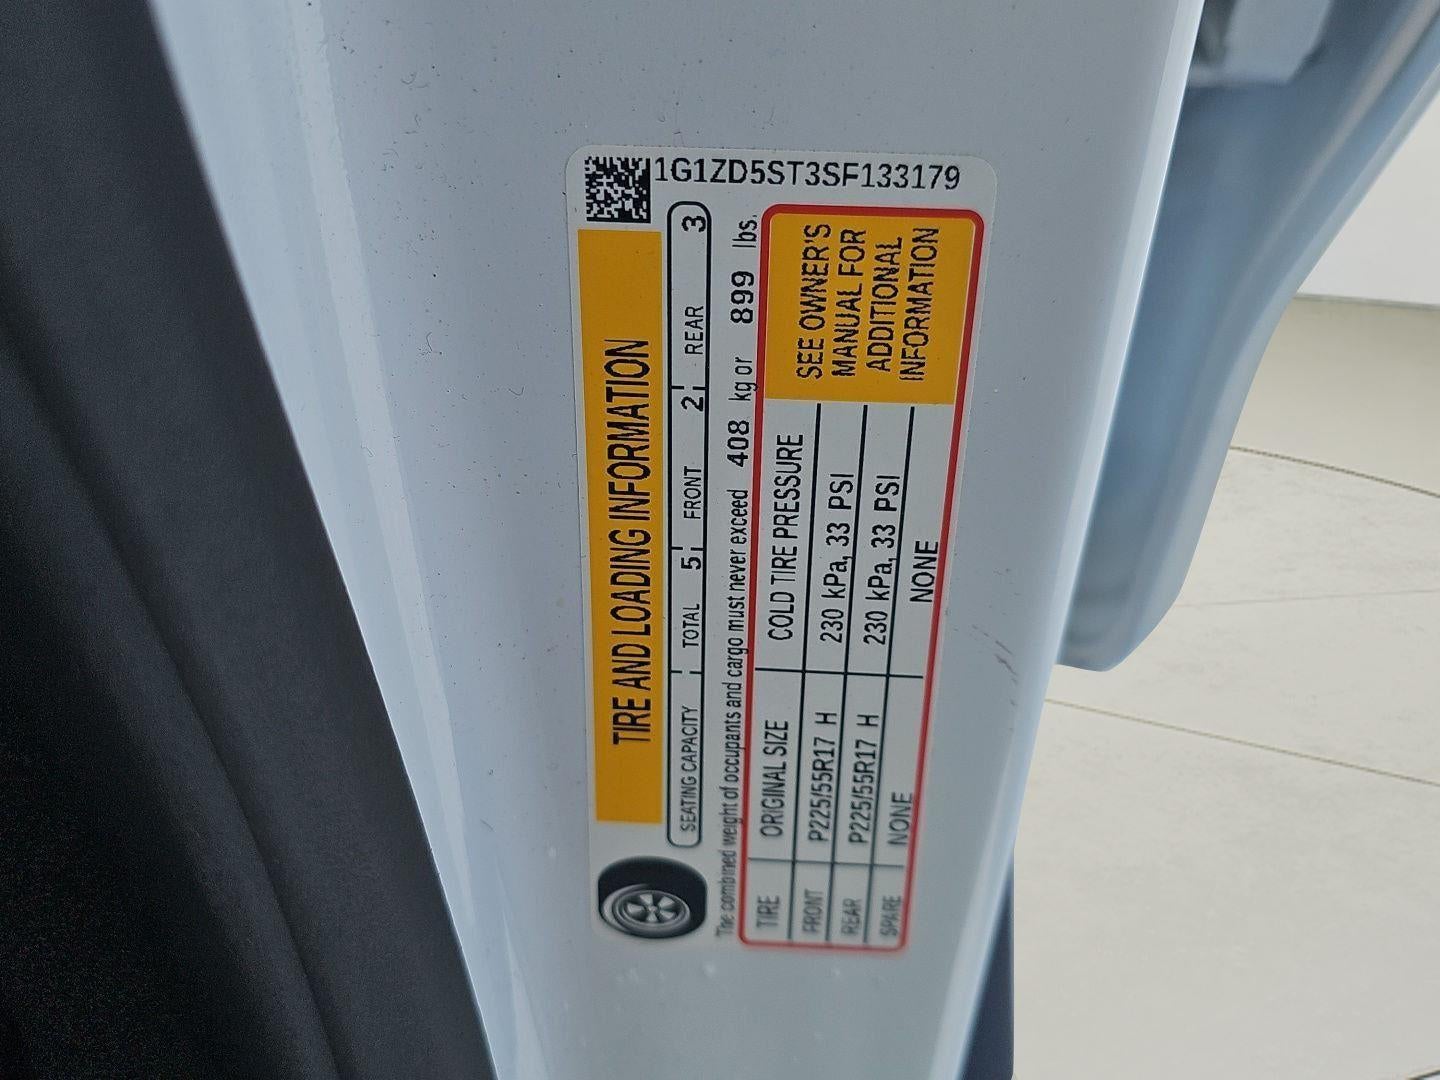 1G1ZD5ST3SF133179
TIRE AND LOADING INFORMATION
SEATING CAPACITY TOTAL 5 FRONT 2 REAR 3
The combined weight of occupants and cargo must never exceed 408 kg or 899 lbs.
TIRE ORIGINAL SIZE COLD TIRE PRESSURE
FRONT P225/55R17 H 230 kPa, 33 PSI
REAR P225/55R17 H 230 kPa, 33 PSI
SPARE NONE NONE
SEE OWNER'S
MANUAL FOR
ADDITIONAL
INFORMATION